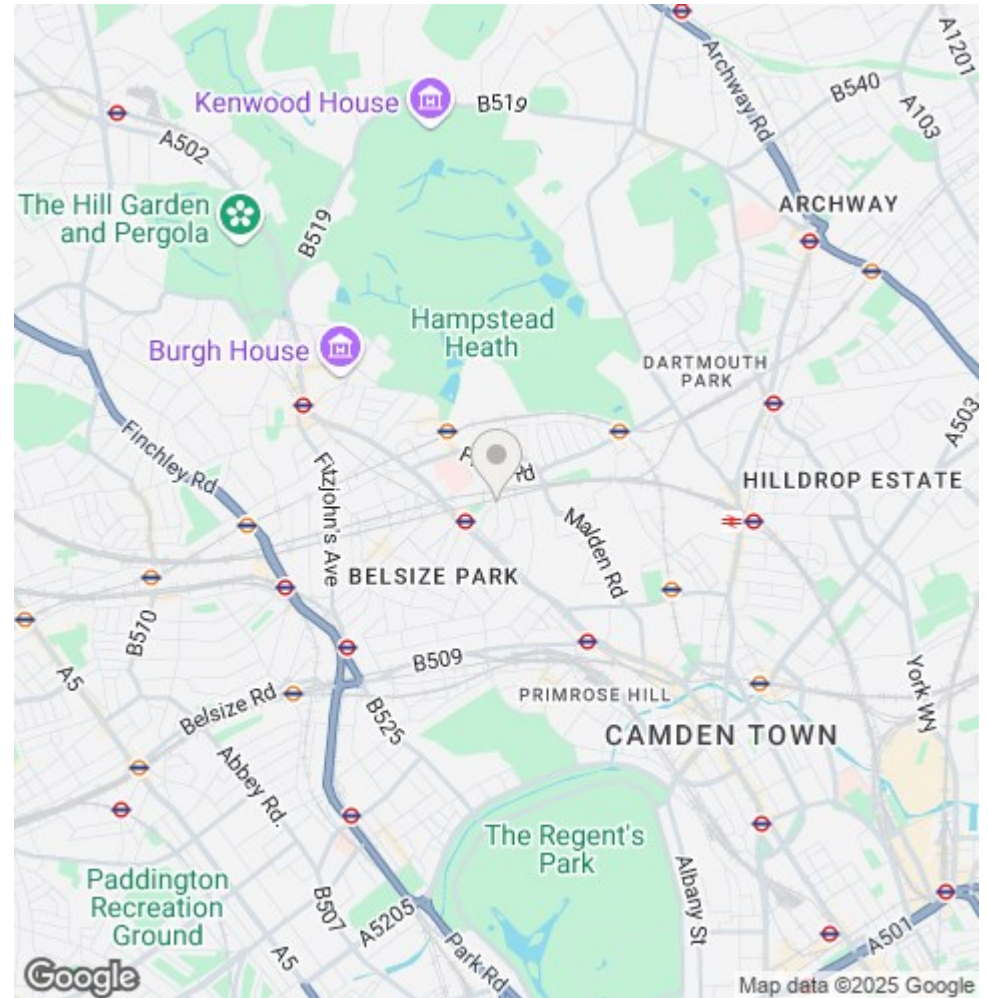 A1201
Archway Rd
B540
Kenwood House
B519
A103
A502
The Hill Garden
and Pergola
B519
ARCHWAY
Hampstead
Heath
Burgh House
DARTMOUTH
PARK
A503
Finchley Rd
Fitzjohn's Ave
Rd
HILLDROP ESTATE
Malden Rd
BELSIZE PARK
B510
A5
B509
York Wy
PRIMROSE HILL
Belsize Rd
B525
CAMDEN TOWN
Abbey Rd.
The Regent's
Park
Albany St
Paddington
Recreation
Ground
B507
A5205
A501
A5
Park Rd
Google
Map data ©2025 Google